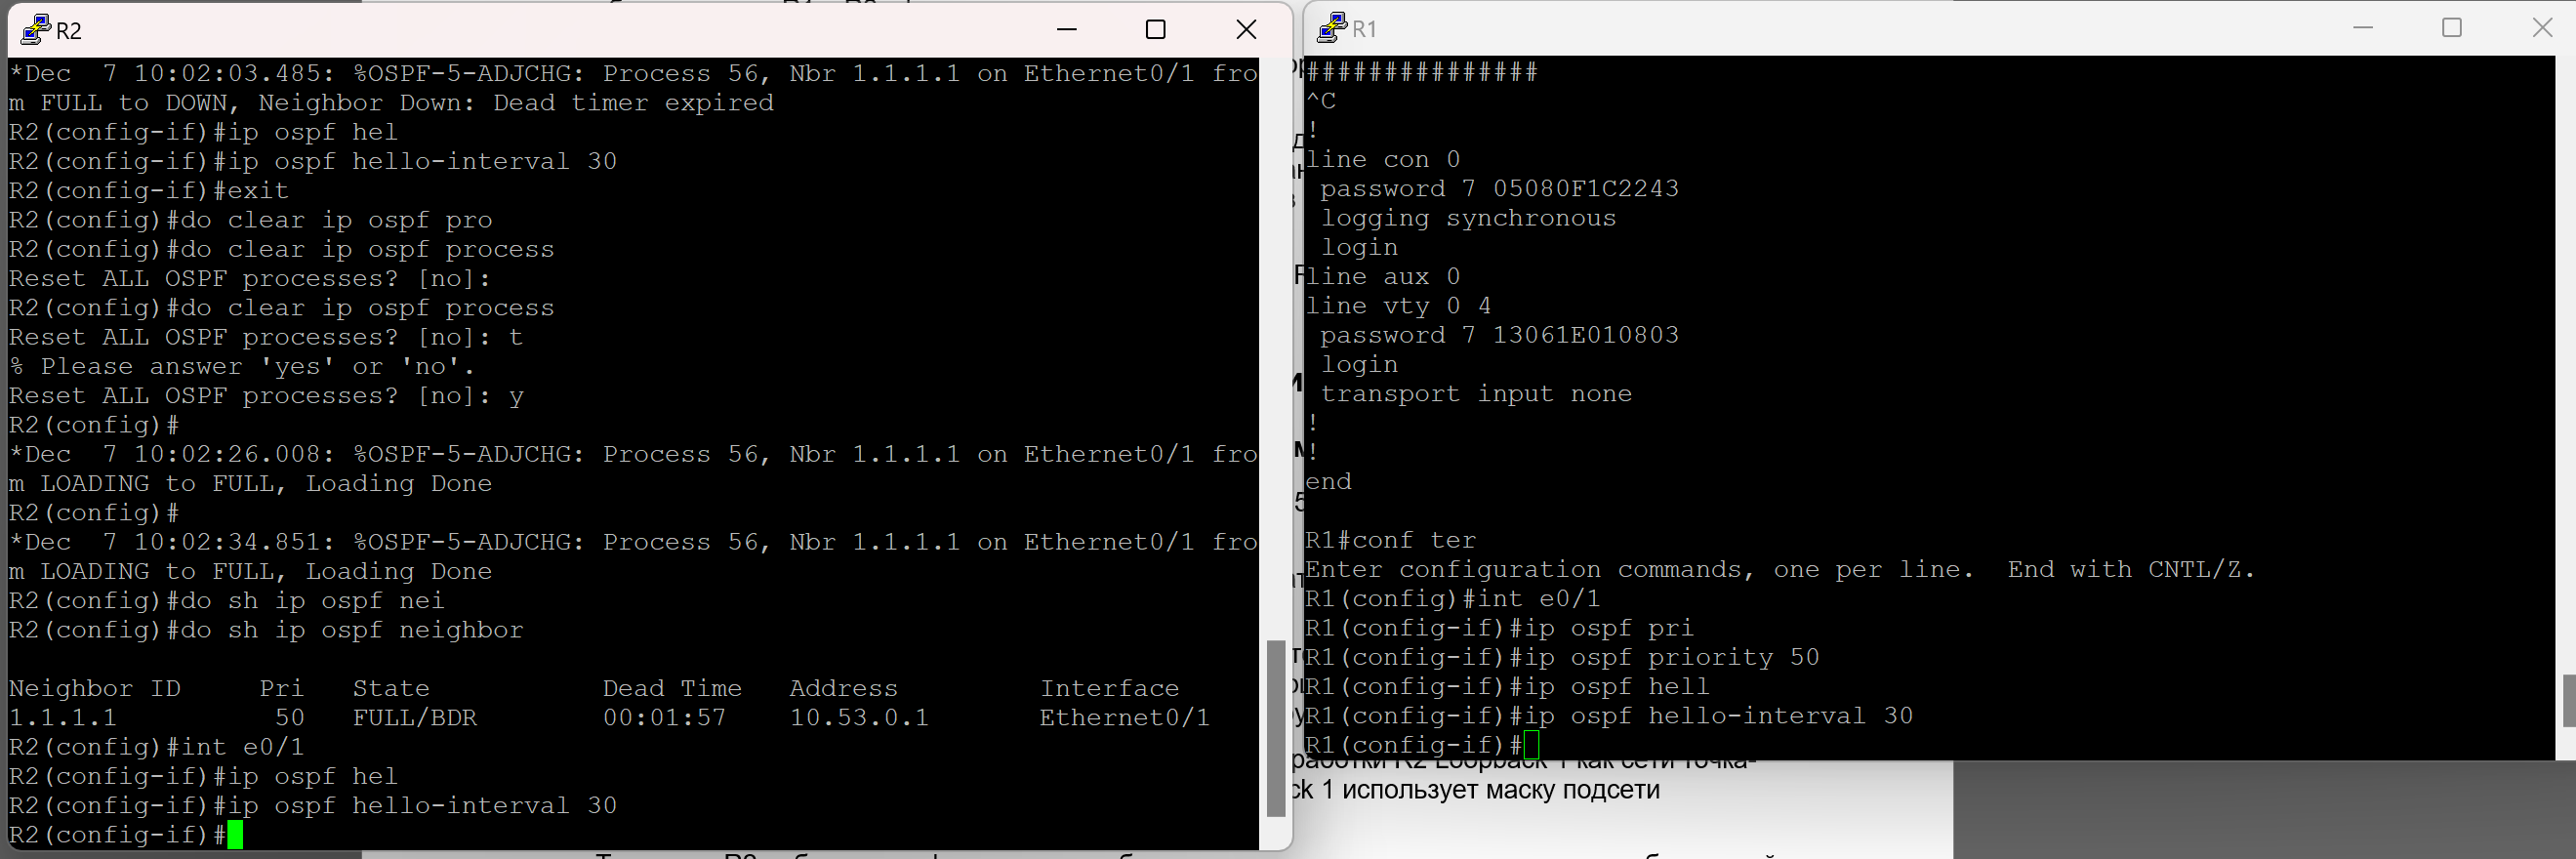 R2
*Dec  7 10:02:03.485: %OSPF-5-ADJCHG: Process 56, Nbr 1.1.1.1 on Ethernet0/1 fro
m FULL to DOWN, Neighbor Down: Dead timer expired
R2(config-if)#ip ospf hel
R2(config-if)#ip ospf hello-interval 30
R2(config-if)#exit
R2(config)#do clear ip ospf pro
R2(config)#do clear ip ospf process
Reset ALL OSPF processes? [no]:
R2(config)#do clear ip ospf process
Reset ALL OSPF processes? [no]: t
% Please answer 'yes' or 'no'.
Reset ALL OSPF processes? [no]: y
R2(config)#
*Dec  7 10:02:26.008: %OSPF-5-ADJCHG: Process 56, Nbr 1.1.1.1 on Ethernet0/1 fro
m LOADING to FULL, Loading Done
R2(config)#
*Dec  7 10:02:34.851: %OSPF-5-ADJCHG: Process 56, Nbr 1.1.1.1 on Ethernet0/1 fro
m LOADING to FULL, Loading Done
R2(config)#do sh ip ospf nei
R2(config)#do sh ip ospf neighbor
Neighbor ID     Pri   State           Dead Time   Address         Interface
1.1.1.1          50   FULL/BDR        00:01:57    10.53.0.1       Ethernet0/1
R2(config)#int e0/1
R2(config-if)#ip ospf hel
R2(config-if)#ip ospf hello-interval 30
R2(config-if)#
R1
###############
^C
!
line con 0
 password 7 05080F1C2243
 logging synchronous
 login
line aux 0
line vty 0 4
 password 7 13061E010803
 login
 transport input none
!
!
end
R1#conf ter
Enter configuration commands, one per line.  End with CNTL/Z.
R1(config)#int e0/1
R1(config-if)#ip ospf pri
R1(config-if)#ip ospf priority 50
R1(config-if)#ip ospf hell
R1(config-if)#ip ospf hello-interval 30
R1(config-if)#
R2 Loopback 1 как сети точка-
1 использует маску подсети